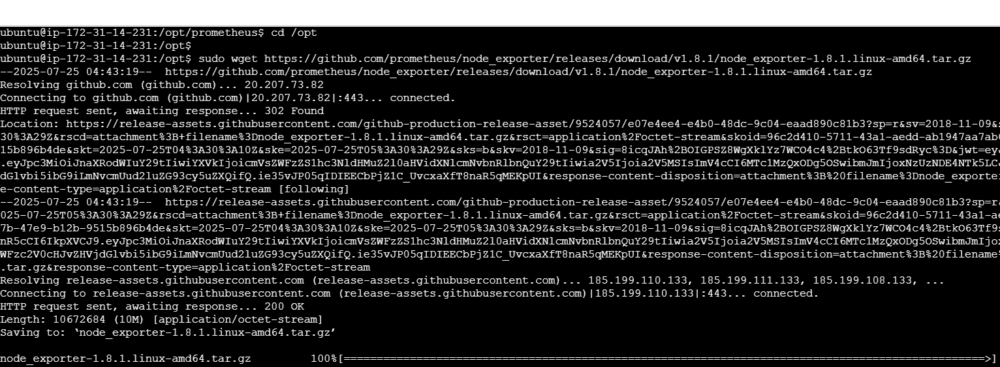 ubuntu@ip-172-31-14-231:/opt/prometheus$ cd /opt
ubuntu@ip-172-31-14-231:/opt$
ubuntu@ip-172-31-14-231:/opt$ sudo wget https://github.com/prometheus/node_exporter/releases/download/v1.8.1/node_exporter-1.8.1.linux-amd64.tar.gz
--2025-07-25 04:43:19--  https://github.com/prometheus/node_exporter/releases/download/v1.8.1/node_exporter-1.8.1.linux-amd64.tar.gz
Resolving github.com (github.com)... 20.207.73.82
Connecting to github.com (github.com)|20.207.73.82|:443... connected.
HTTP request sent, awaiting response... 302 Found
Location: https://release-assets.githubusercontent.com/github-production-release-asset/9524057/e07e4ee4-e4b0-48dc-9c04-eaad890c81b3?sp=r&sv=2018-11-09&s
30%3A29Z&rscd=attachment%3B+filename%3Dnode_exporter-1.8.1.linux-amd64.tar.gz&rsct=application%2Foctet-stream&skoid=96c2d410-5711-43a1-aedd-ab1947aa7ab0
15b896b4de&skt=2025-07-25T04%3A30%3A10Z&ske=2025-07-25T05%3A30%3A29Z&sks=b&skv=2018-11-09&sig=8icqJAh%2BOIGPSZ8WgXklYz7WCO4c4%2BtkO63Tf9sdRyc%3D&jwt=eyJ
.eyJpc3MiOiJnaXRodWIuY29tIiwiYXVkIjoicmVsZWFzZS1hc3NldHMuZ2l0aHVidXNlcmNvbnRlbnQuY29tIiwia2V5Ijoia2V5MSIsImV4cCI6MTc1MzQxODg5OSwibmJmIjoxNzUzNDE4NTk5LCJ
dGlvbi5ibG9iLmNvcmUud2luZG93cy5uZXQifQ.ie35vJP05qIDIEECbPjZ1C_UvcxaXfT8naR5qMEKpUI&response-content-disposition=attachment%3B%20filename%3Dnode_exporte
e-content-type=application%2Foctet-stream [following]
--2025-07-25 04:43:19--  https://release-assets.githubusercontent.com/github-production-release-asset/9524057/e07e4ee4-e4b0-48dc-9c04-eaad890c81b3?sp=r
025-07-25T05%3A30%3A29Z&rscd=attachment%3B+filename%3Dnode_exporter-1.8.1.linux-amd64.tar.gz&rsct=application%2Foctet-stream&skoid=96c2d410-5711-43a1-ae
7b-47e9-b12b-9515b896b4de&skt=2025-07-25T04%3A30%3A10Z&ske=2025-07-25T05%3A30%3A29Z&sks=b&skv=2018-11-09&sig=8icqJAh%2BOIGPSZ8WgXklYz7WCO4c4%2BtkO63Tf9s
nR5cCI6IkpXVCJ9.eyJpc3MiOiJnaXRodWIuY29tIiwiYXVkIjoicmVsZWFzZS1hc3NldHMuZ2l0aHVidXNlcmNvbnRlbnQuY29tIiwia2V5Ijoia2V5MSIsImV4cCI6MTc1MzQxODg5OSwibmJmIjox
WFzc2V0cHJvZHVjdGlvbi5ibG9iLmNvcmUud2luZG93cy5uZXQifQ.ie35vJP05qIDIEECbPjZ1C_UvcxaXfT8naR5qMEKpUI&response-content-disposition=attachment%3B%20filename%
.tar.gz&response-content-type=application%2Foctet-stream
Resolving release-assets.githubusercontent.com (release-assets.githubusercontent.com)... 185.199.110.133, 185.199.111.133, 185.199.108.133, ...
Connecting to release-assets.githubusercontent.com (release-assets.githubusercontent.com)|185.199.110.133|:443... connected.
HTTP request sent, awaiting response... 200 OK
Length: 10672684 (10M) [application/octet-stream]
Saving to: ‘node_exporter-1.8.1.linux-amd64.tar.gz’
node_exporter-1.8.1.linux-amd64.tar.gz 100%[=================================================================================================>]